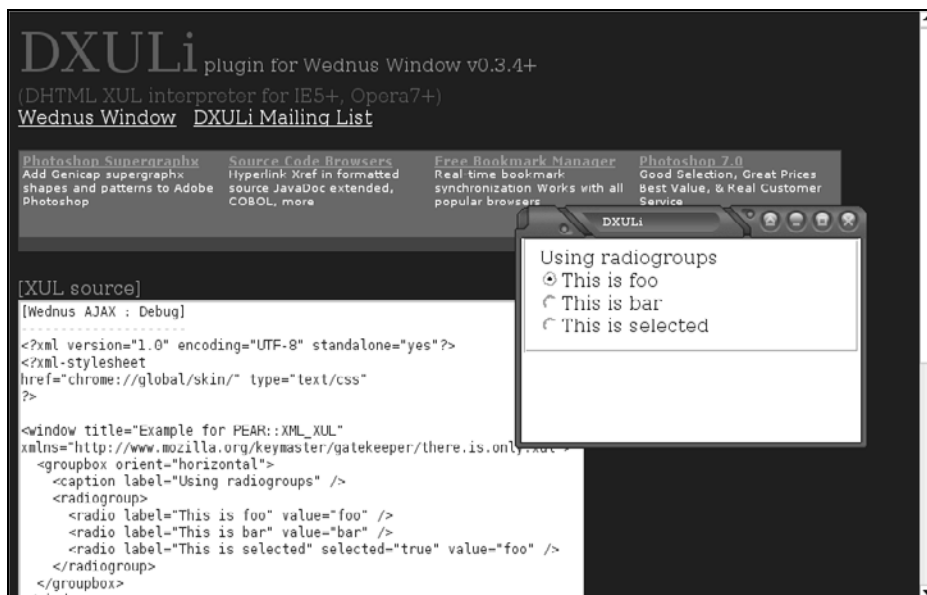 DXULi plugin for Wednus Window v0.3.4+
(DHTML XUL interpreter for IE5+, Opera7+)
Wednus Window DXULi Mailing List
Photoshop Supergraphx
Add Genicap supergraphx
shapes and patterns to Adobe
Photoshop
Source Code Browsers
Hyperlink Xref in formatted
source JavaDoc extended,
COBOL, more
Free Bookmark Manager
Real time bookmark
synchronization Works with all
popular browsers
Photoshop 7.0
Good Selection, Great Prices
Best Value, & Real Customer
Service
DXULi
Using radiogroups
This is foo
This is bar
This is selected
[XUL source]
[Wednus AJAX : Debug]
---------------------
<?xml version="1.0" encoding="UTF-8" standalone="yes"?>
<?xml-stylesheet
href="chrome://global/skin/" type="text/css"
?>
<window title="Example for PEAR::XML_XUL"
xmlns="http://www.mozilla.org/keymaster/gatekeeper/there.is.only.xul">
<groupbox orient="horizontal">
<caption label="Using radiogroups" />
<radiogroup>
<radio label="This is foo" value="foo" />
<radio label="This is bar" value="bar" />
<radio label="This is selected" selected="true" value="foo" />
</radiogroup>
</groupbox>